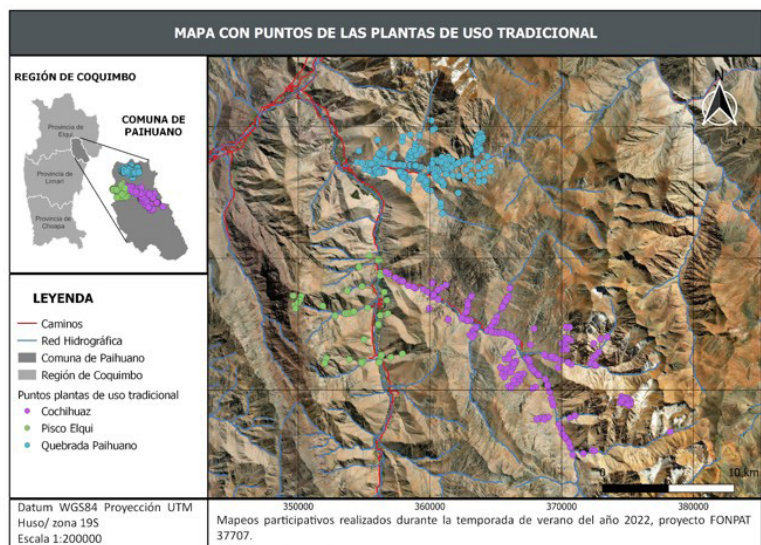 MAPA CON PUNTOS DE LAS PLANTAS DE USO TRADICIONAL
REGIÓN DE COQUIMBO
COMUNA DE
PAIHUANO
Provincia de
Elqui
Provincia de
Limarí
Provincia de
Choapa
LEYENDA
Caminos
Red Hidrográfica
Comuna de Paihuano
Región de Coquimbo
Puntos plantas de uso tradicional
Cochihuaz
Pisco Elqui
Quebrada Paihuano
N
0
10 km
350000
360000
370000
380000
Datum WGS84 Proyección UTM
Huso/ zona 19S
Escala 1:200000
Mapeos participativos realizados durante la temporada de verano del año 2022, proyecto FONPAT
37707.